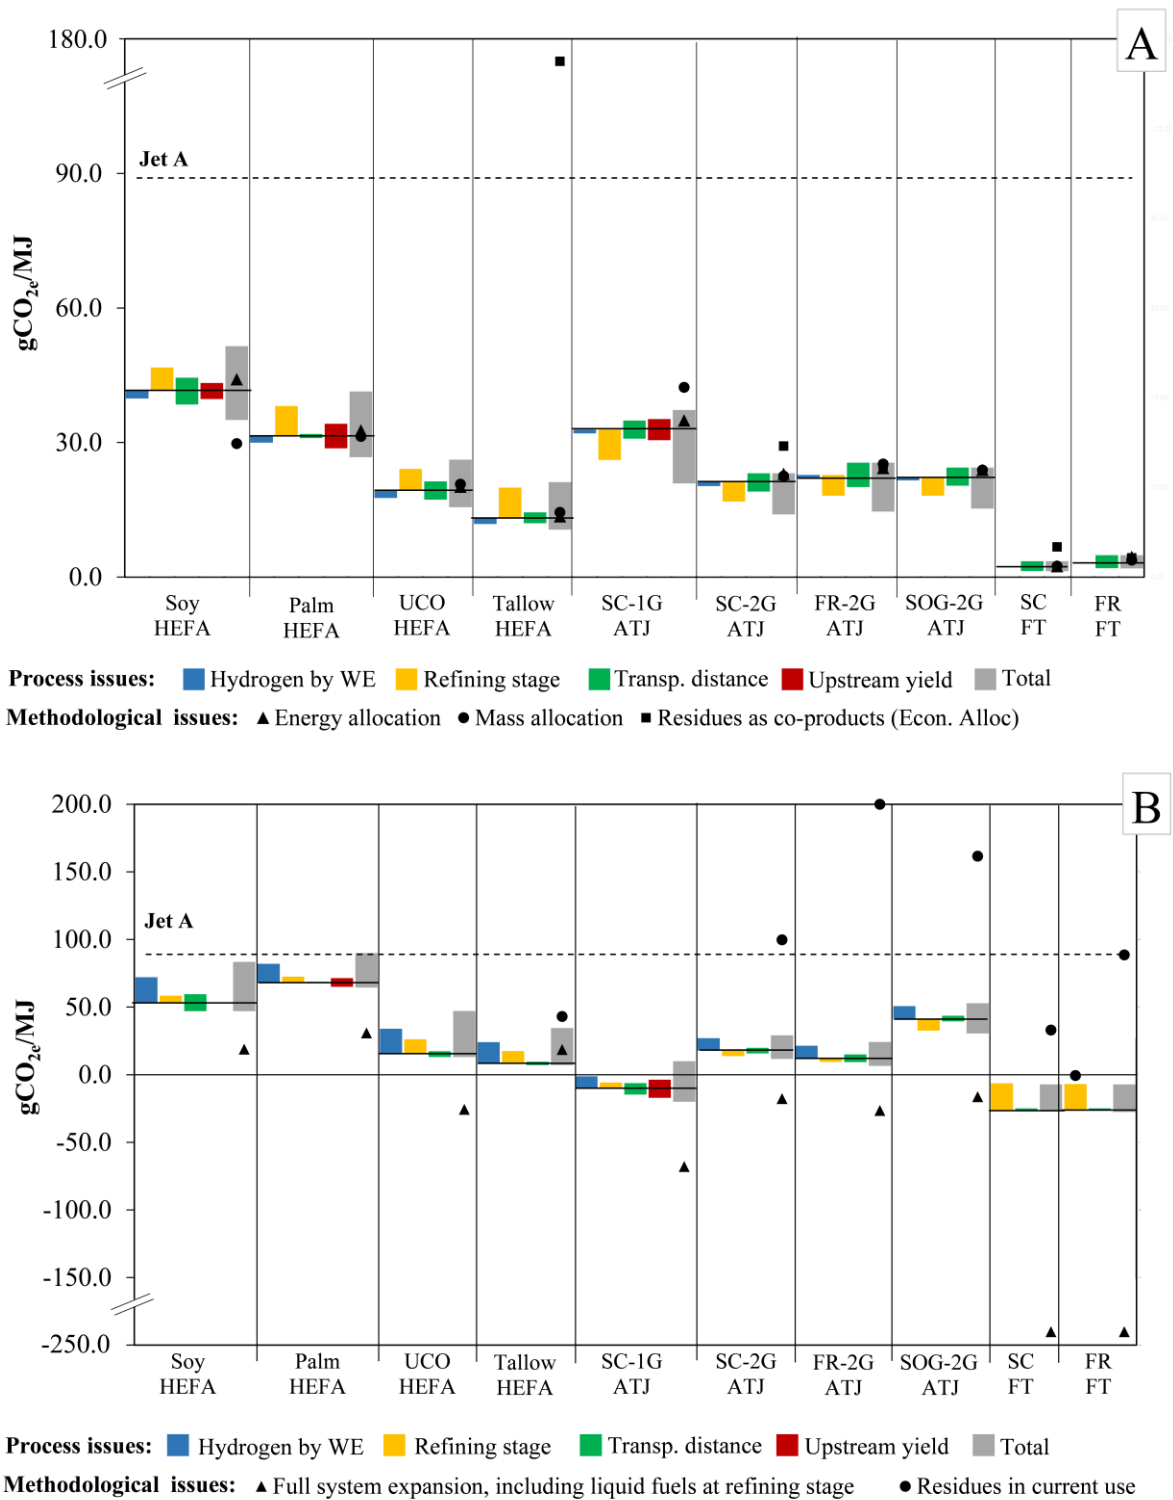 A
180.0
Jet A
90.0
gCO2e/MJ
60.0
30.0
0.0
Soy HEFA
Palm HEFA
UCO HEFA
Tallow HEFA
SC-1G ATJ
SC-2G ATJ
FR-2G ATJ
SOG-2G ATJ
SC FT
FR FT
Process issues: Hydrogen by WE Refining stage Transp. distance Upstream yield Total
Methodological issues: ▲ Energy allocation ● Mass allocation ■ Residues as co-products (Econ. Alloc)
B
200.0
150.0
Jet A
100.0
50.0
gCO2e/MJ
0.0
-50.0
-100.0
-150.0
-250.0
Soy HEFA
Palm HEFA
UCO HEFA
Tallow HEFA
SC-1G ATJ
SC-2G ATJ
FR-2G ATJ
SOG-2G ATJ
SC FT
FR FT
Process issues: Hydrogen by WE Refining stage Transp. distance Upstream yield Total
Methodological issues: ▲ Full system expansion, including liquid fuels at refining stage ● Residues in current use